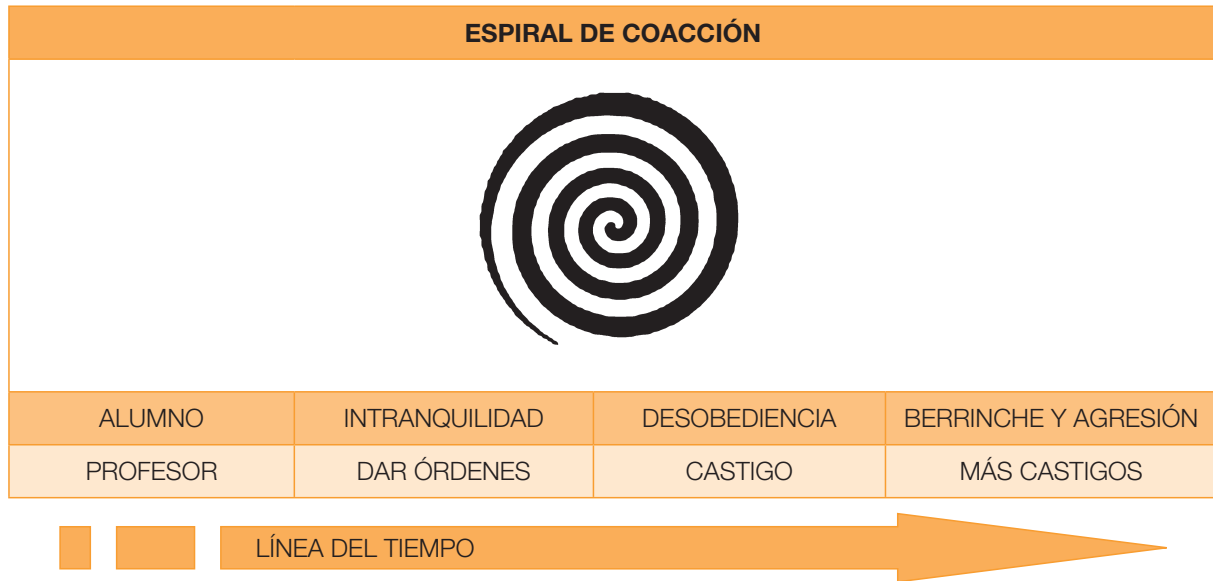 ESPIRAL DE COACCIÓN
ALUMNO INTRANQUILIDAD DESOBEDIENCIA BERRINCHE Y AGRESIÓN
PROFESOR DAR ÓRDENES CASTIGO MÁS CASTIGOS
LÍNEA DEL TIEMPO